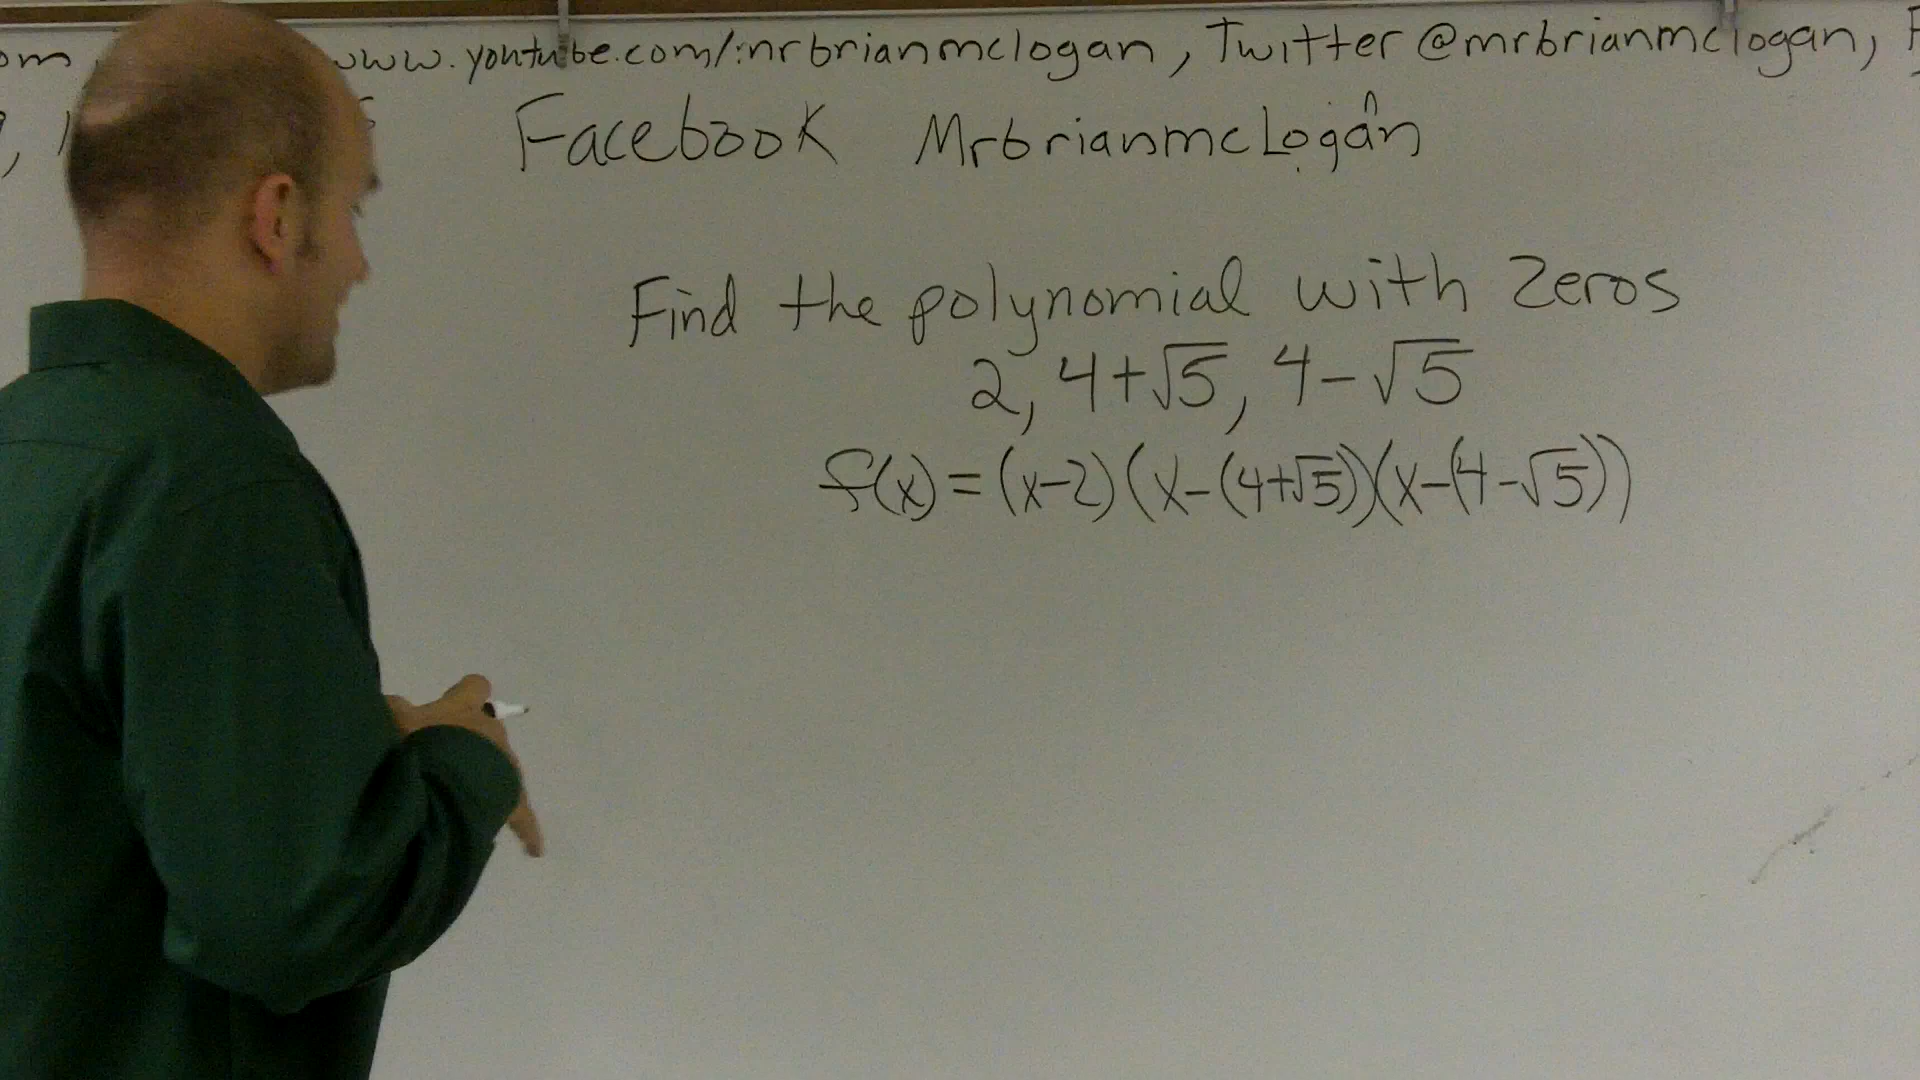 om www.youtube.com/mrbrianmclogan, Twitter @mrbrianmclogan, F
Facebook MrbrianmcLogan
Find the polynomial with zeros
2, 4+√5, 4-√5
f(x) = (x-2)(x-(4+√5))(x-(4-√5))